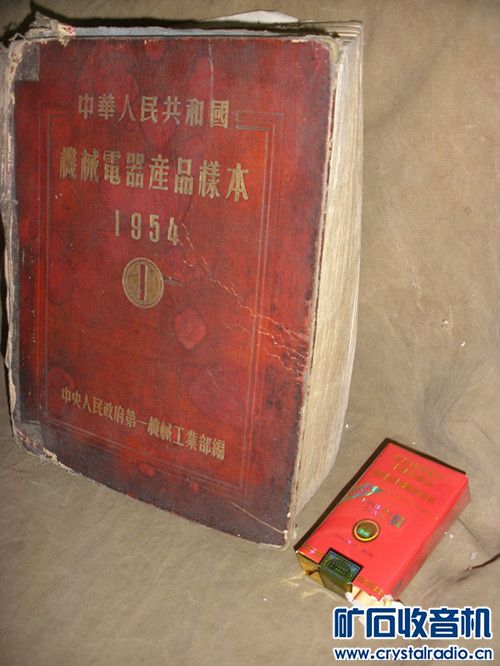 中華人民共和國
機械電器産品樣本
1954
1
中央人民政府第一機械工業部編
矿石收音机
www.crystalradio.cn